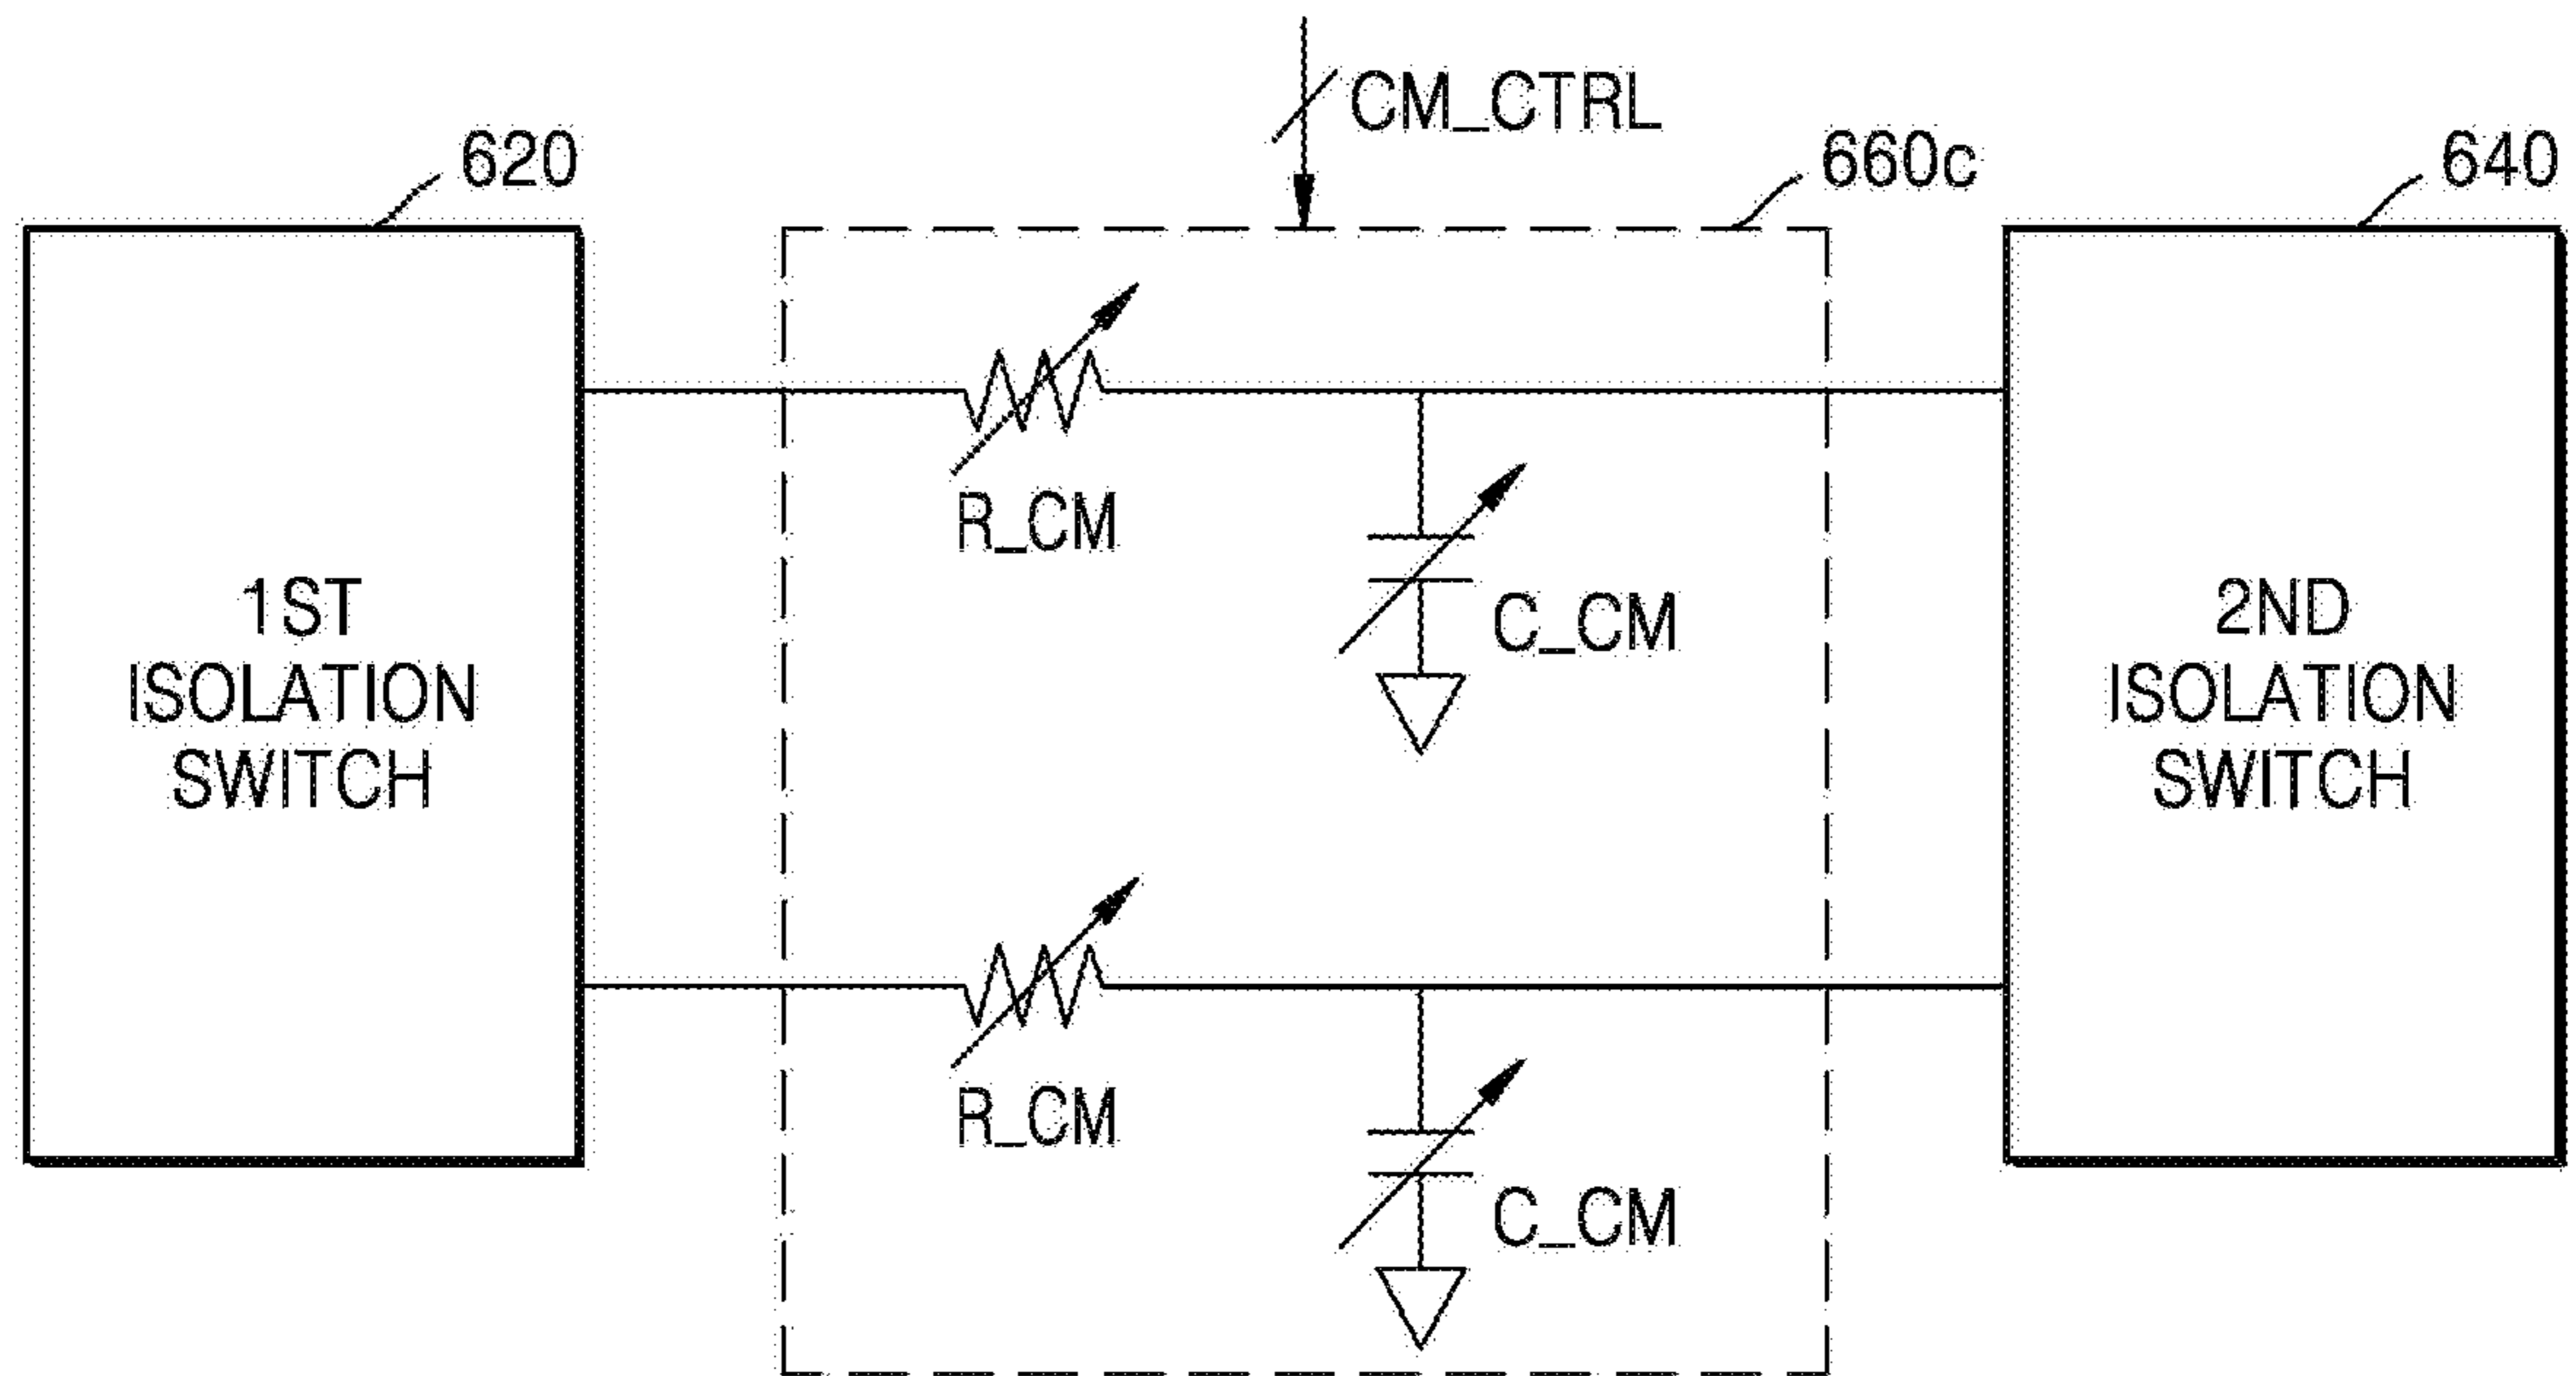 CM_CTRL
620
660c
640
R_CM
C_CM
1ST
ISOLATION
SWITCH
2ND
ISOLATION
SWITCH
R_CM
C_CM